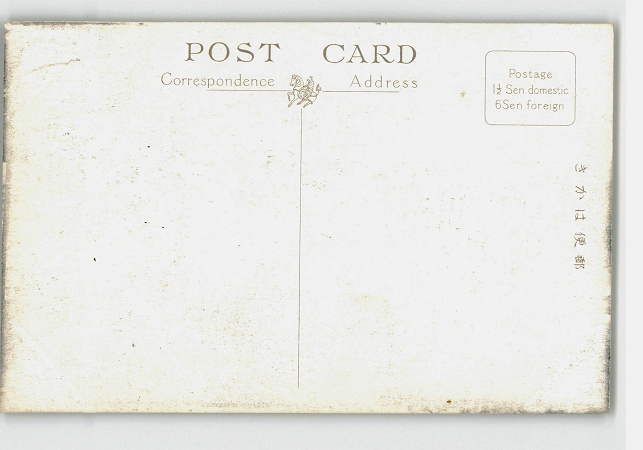 POST CARD
Correspondence Address
Postage
1½ Sen domestic
6Sen foreign
きかは便郵